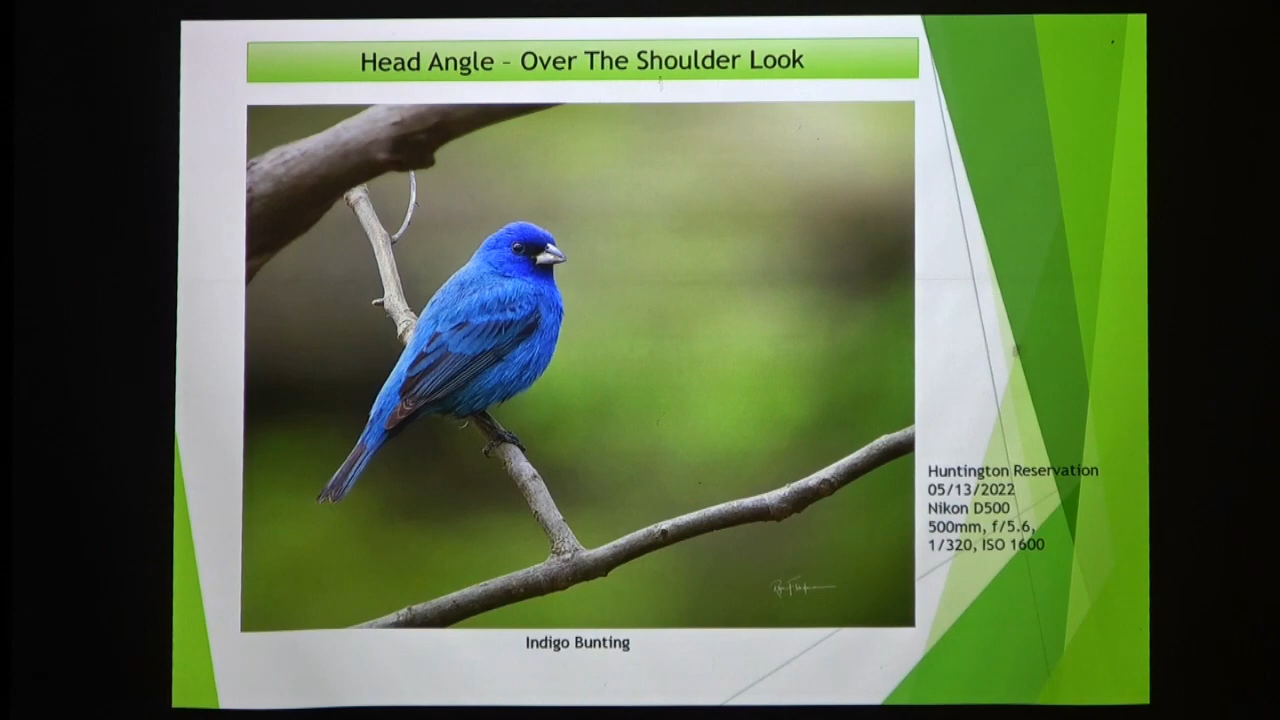 Head Angle – Over The Shoulder Look
Huntington Reservation
05/13/2022
Nikon D500
500mm, f/5.6,
1/320, ISO 1600
Indigo Bunting